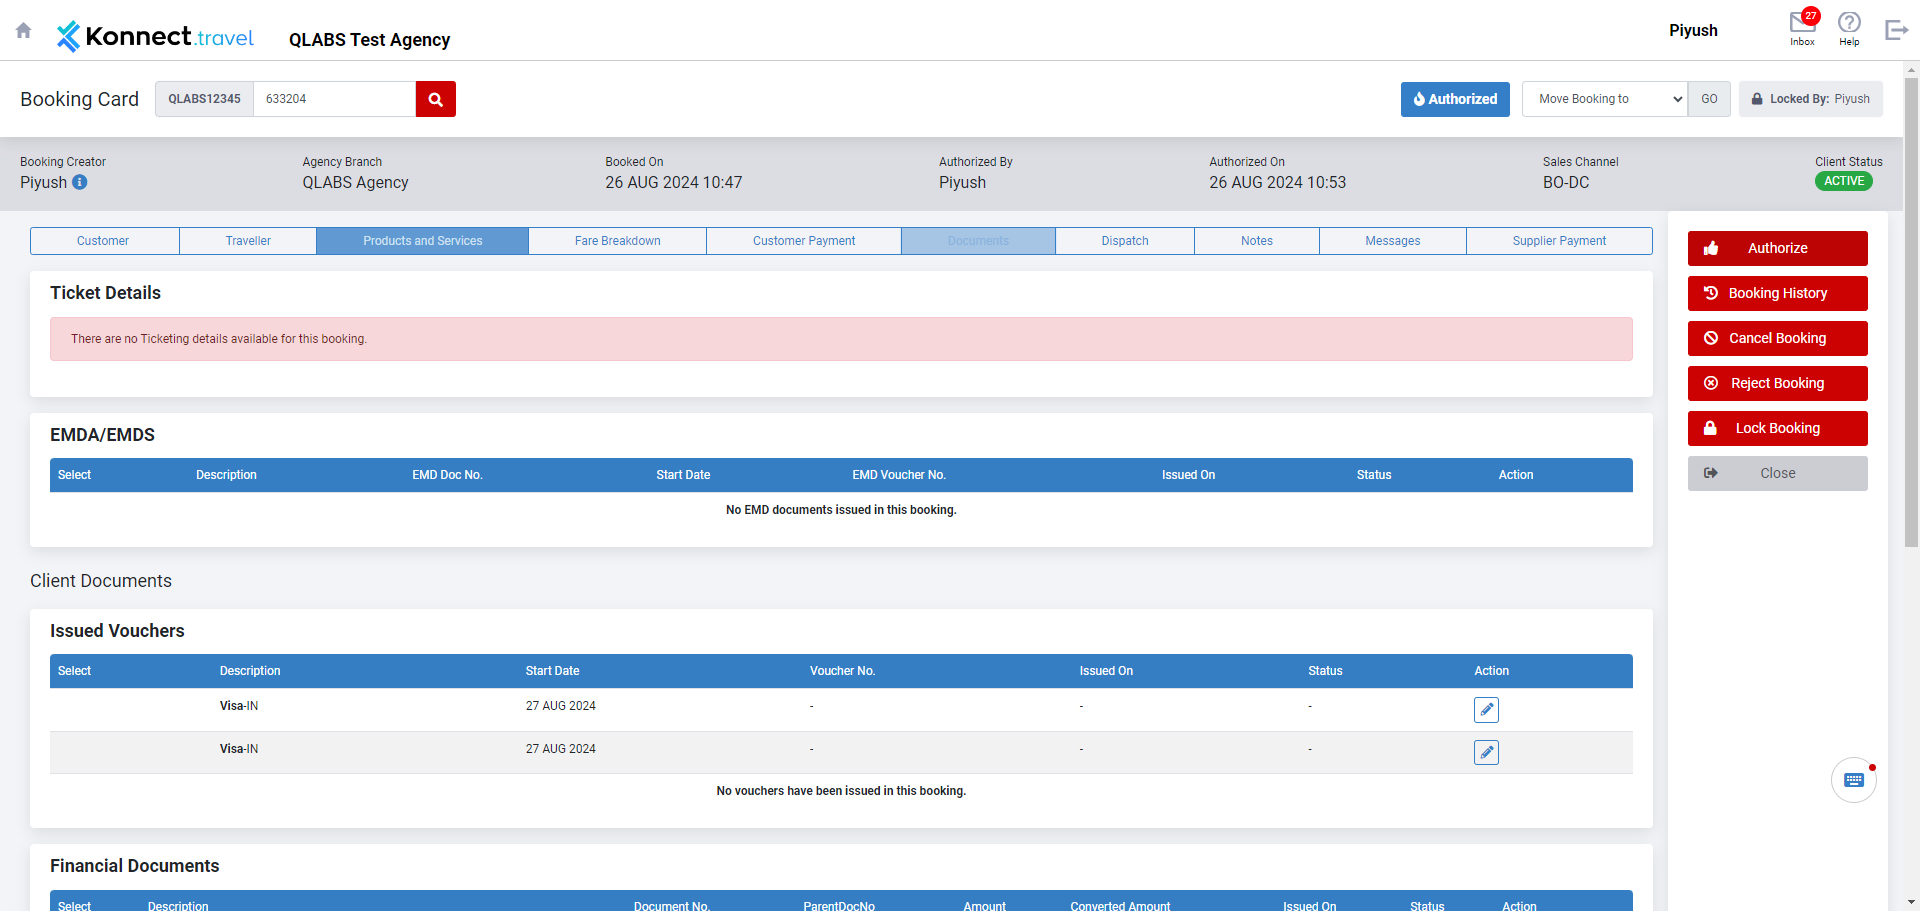 Konnect.travel QLABS Test Agency Piyush 27 Inbox Help
Booking Card QLABS12345 633204 Authorized Move Booking to GO Locked By: Piyush
Booking Creator Agency Branch Booked On Authorized By Authorized On Sales Channel Client Status
Piyush QLABS Agency 26 AUG 2024 10:47 Piyush 26 AUG 2024 10:53 BO-DC ACTIVE
Customer Traveller Products and Services Fare Breakdown Customer Payment Documents Dispatch Notes Messages Supplier Payment
Authorize
Booking History
Cancel Booking
Reject Booking
Lock Booking
Close
Ticket Details
There are no Ticketing details available for this booking.
EMDA/EMDS
Select Description EMD Doc No. Start Date EMD Voucher No. Issued On Status Action
No EMD documents issued in this booking.
Client Documents
Issued Vouchers
Select Description Start Date Voucher No. Issued On Status Action
Visa-IN 27 AUG 2024 - - -
Visa-IN 27 AUG 2024 - - -
No vouchers have been issued in this booking.
Financial Documents
Select Description Document No. ParentDocNo Amount Converted Amount Issued On Status Action